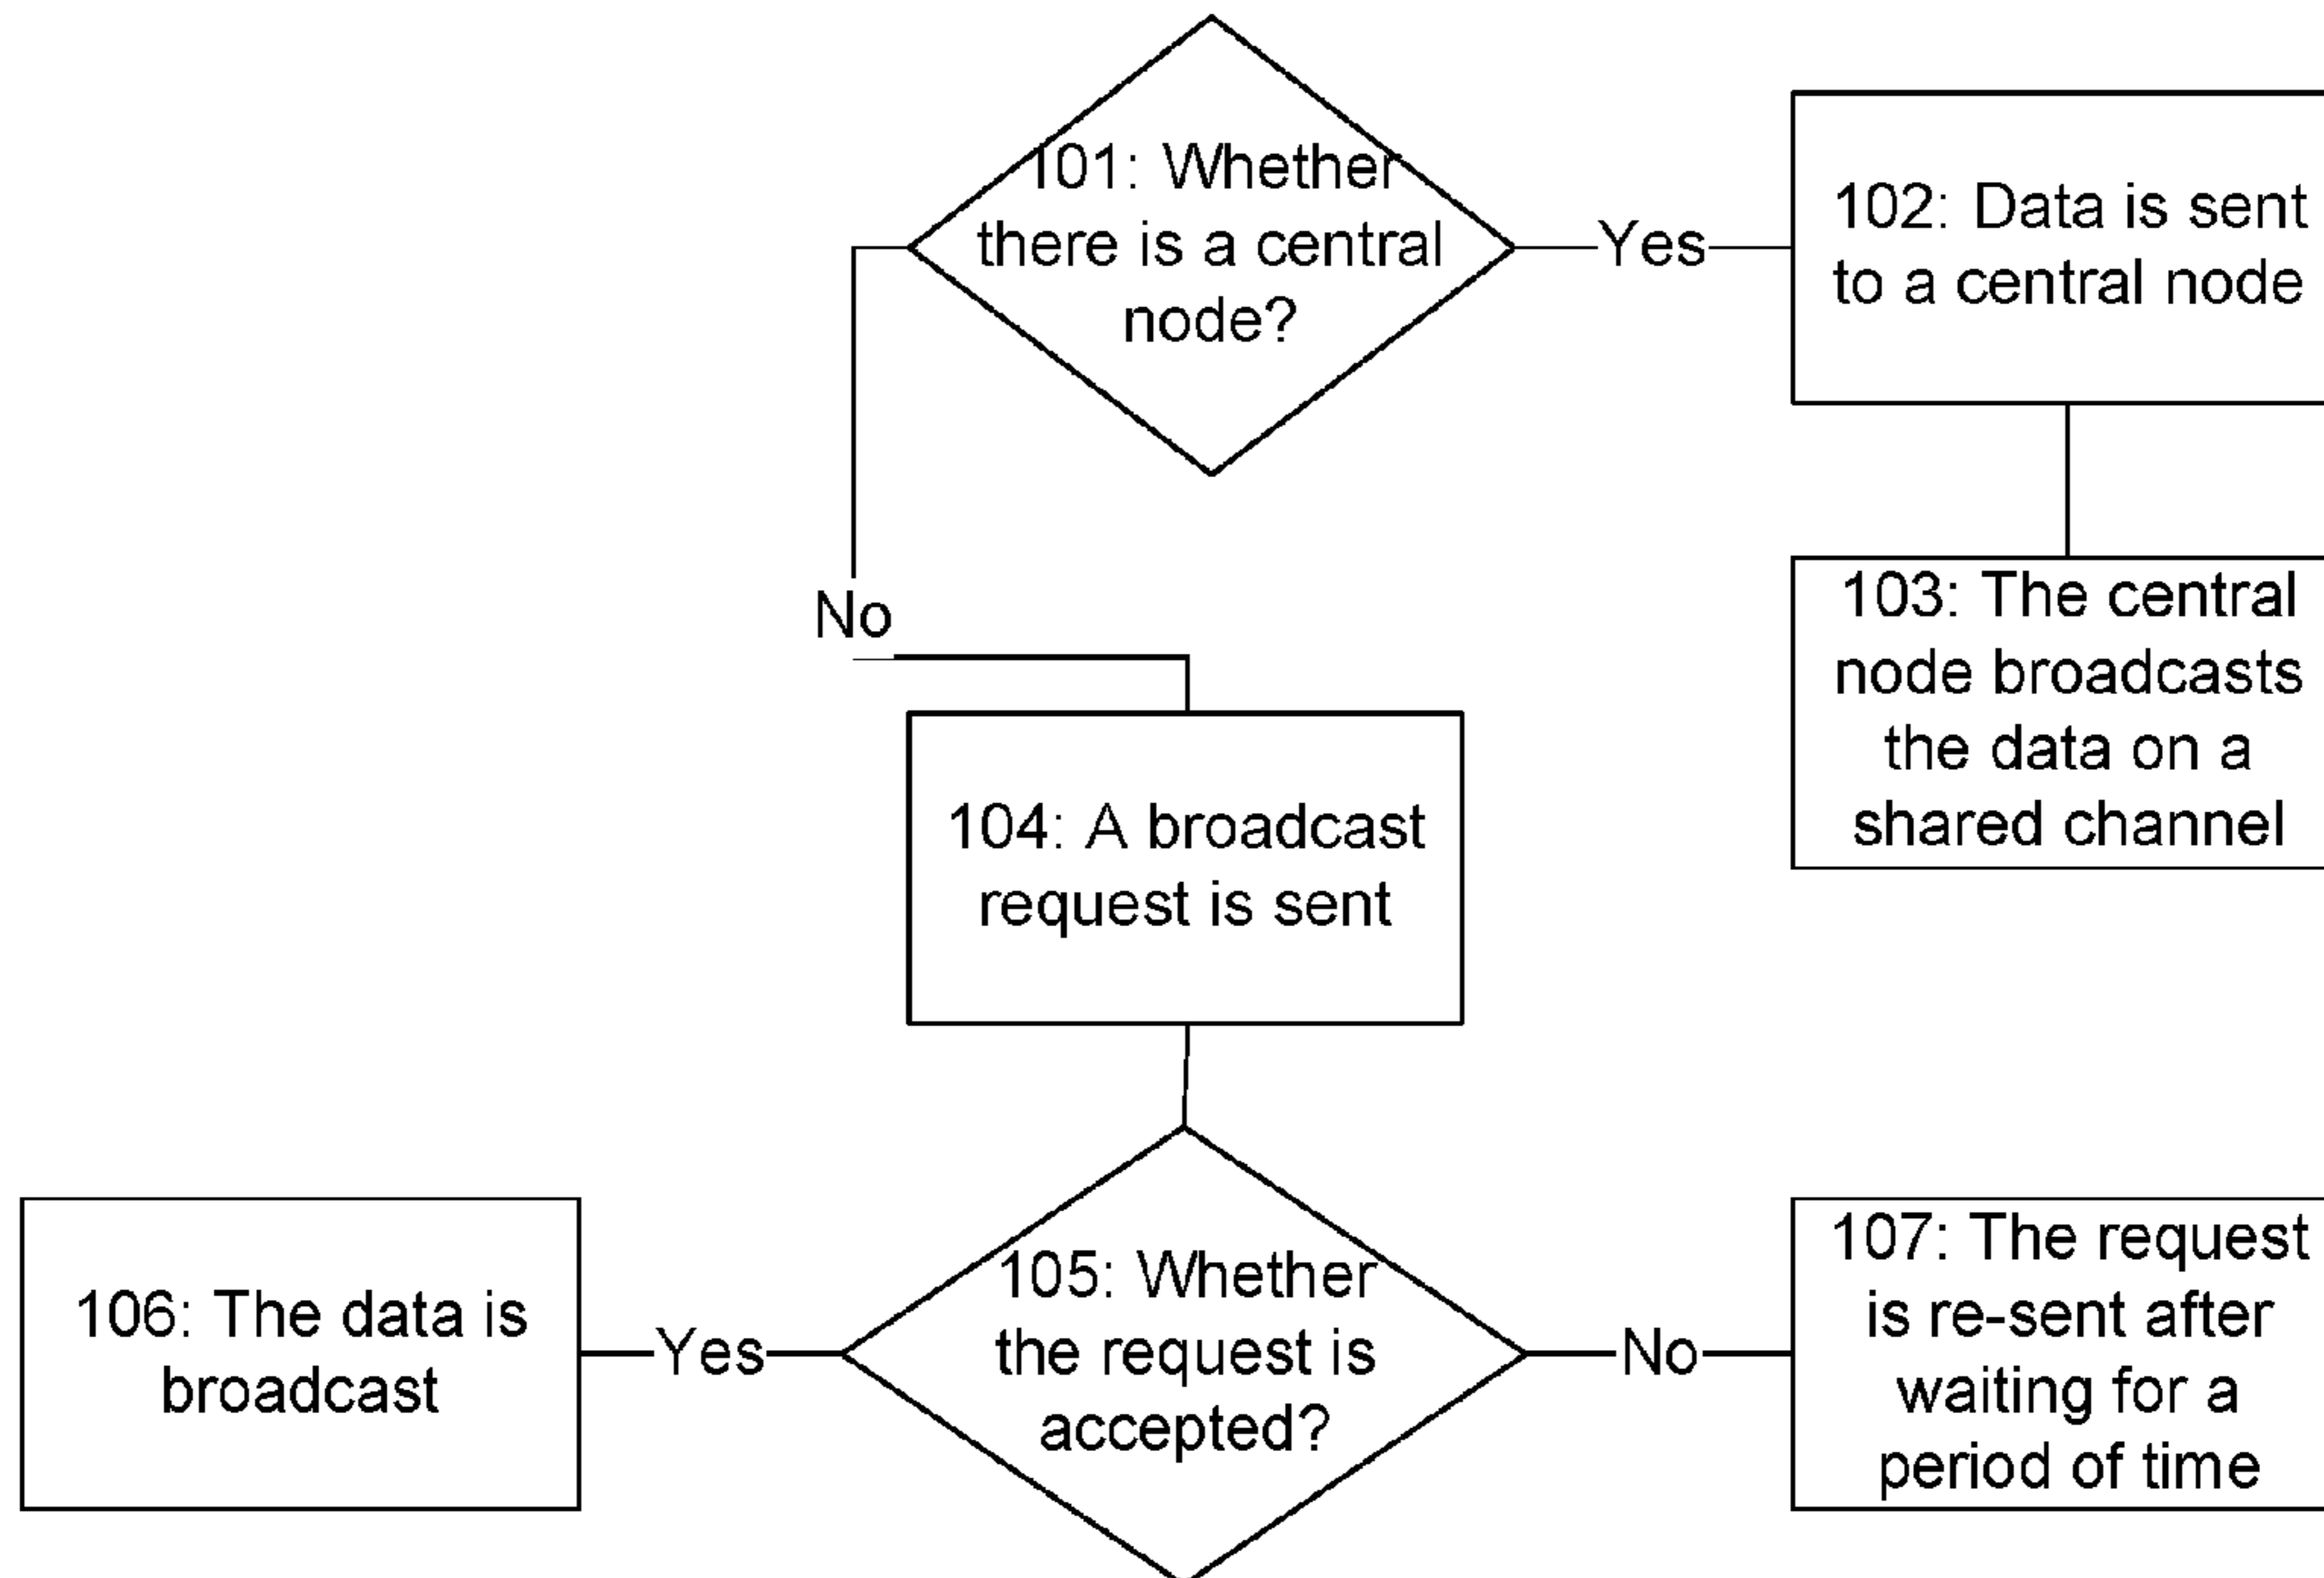 101: Whether
there is a central
node?
Yes
102: Data is sent
to a central node
103: The central
node broadcasts
the data on a
shared channel
No
104: A broadcast
request is sent
105: Whether
the request is
accepted?
Yes
106: The data is
broadcast
No
107: The request
is re-sent after
waiting for a
period of time